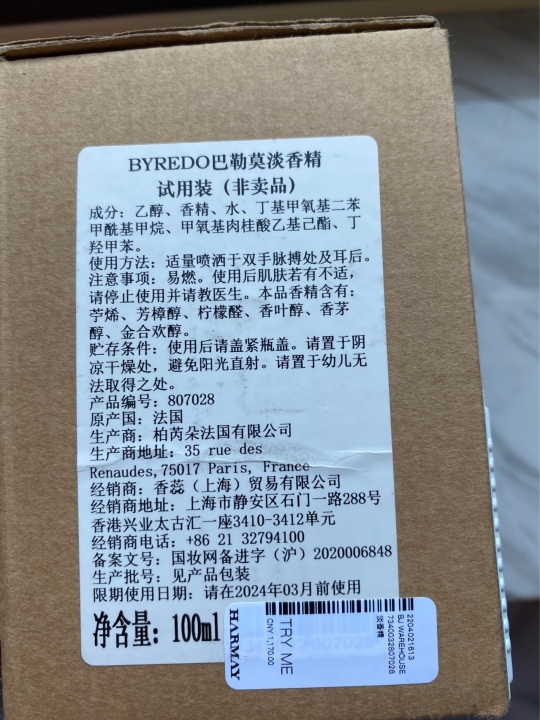 BYREDO巴勒莫淡香精
试用装（非卖品）
成分：乙醇、香精、水、丁基甲氧基二苯
甲酰基甲烷、甲氧基肉桂酸乙基己酯、丁
羟甲苯。
使用方法：适量喷洒于双手脉搏处及耳后。
注意事项：易燃。使用后肌肤若有不适，
请停止使用并请教医生。本品香精含有：
苧烯、芳樟醇、柠檬醛、香叶醇、香茅
醇、金合欢醇。
贮存条件：使用后请盖紧瓶盖。请置于阴
凉干燥处，避免阳光直射。请置于幼儿无
法取得之处。
产品编号：807028
原产国：法国
生产商：柏芮朵法国有限公司
生产商地址：35 rue des
Renaudes,75017 Paris, France
经销商：香蕊（上海）贸易有限公司
经销商地址：上海市静安区石门一路288号
香港兴业太古汇一座3410-3412单元
经销商电话：+86 21 32794100
备案文号：国妆网备进字（沪）2020006848
生产批号：见产品包装
限期使用日期：请在2024年03月前使用
净含量：100ml
HARMAY
TRY ME
CNY 1,170.00
2204021613
BJ WAREHOUSE
7340032807028
淡香精